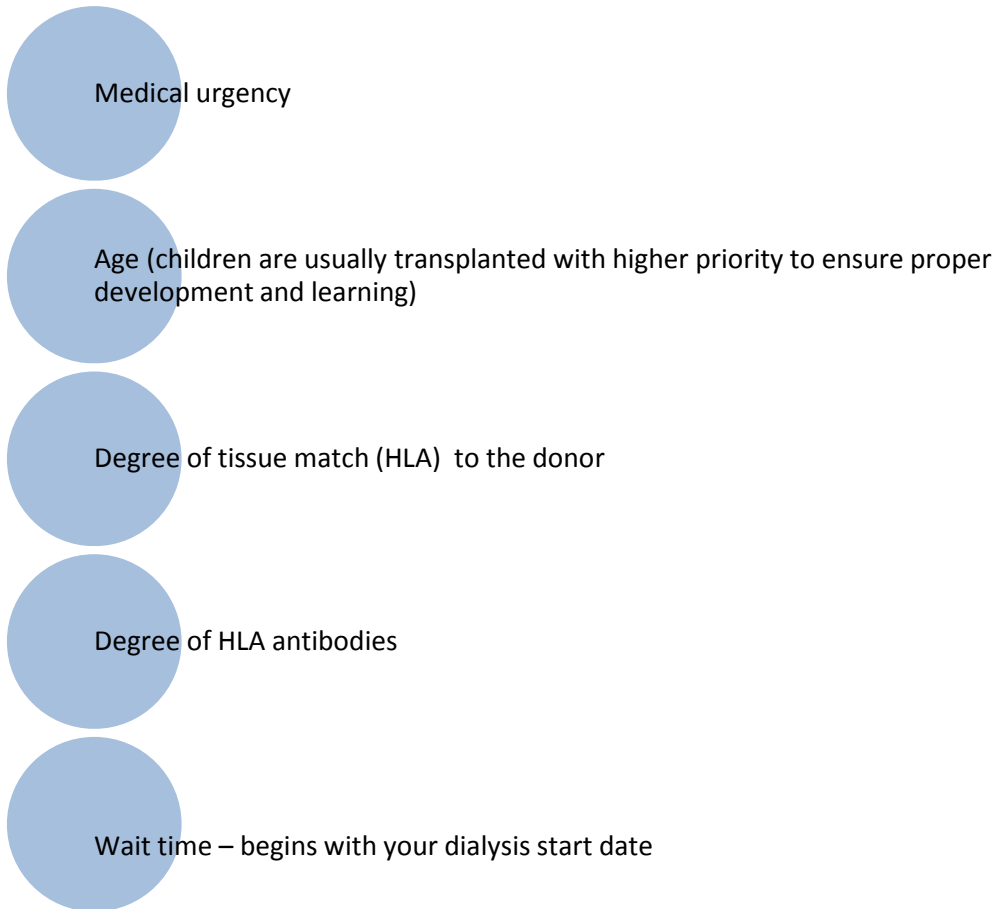 Medical urgency
Age (children are usually transplanted with higher priority to ensure proper
development and learning)
Degree of tissue match (HLA)  to the donor
Degree of HLA antibodies
Wait time – begins with your dialysis start date